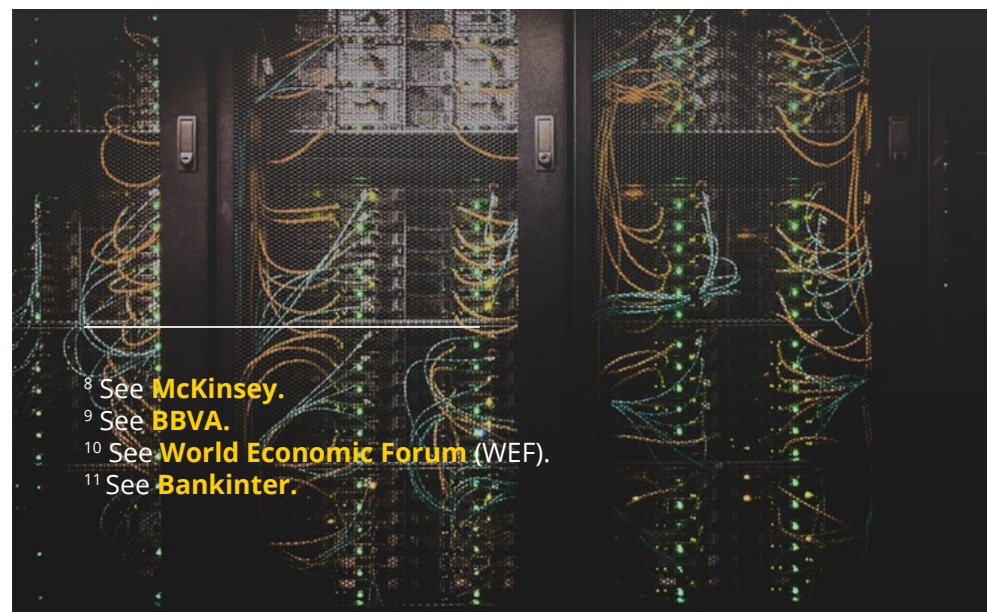 ⁸ See McKinsey.
⁹ See BBVA.
¹⁰ See World Economic Forum (WEF).
¹¹ See Bankinter.